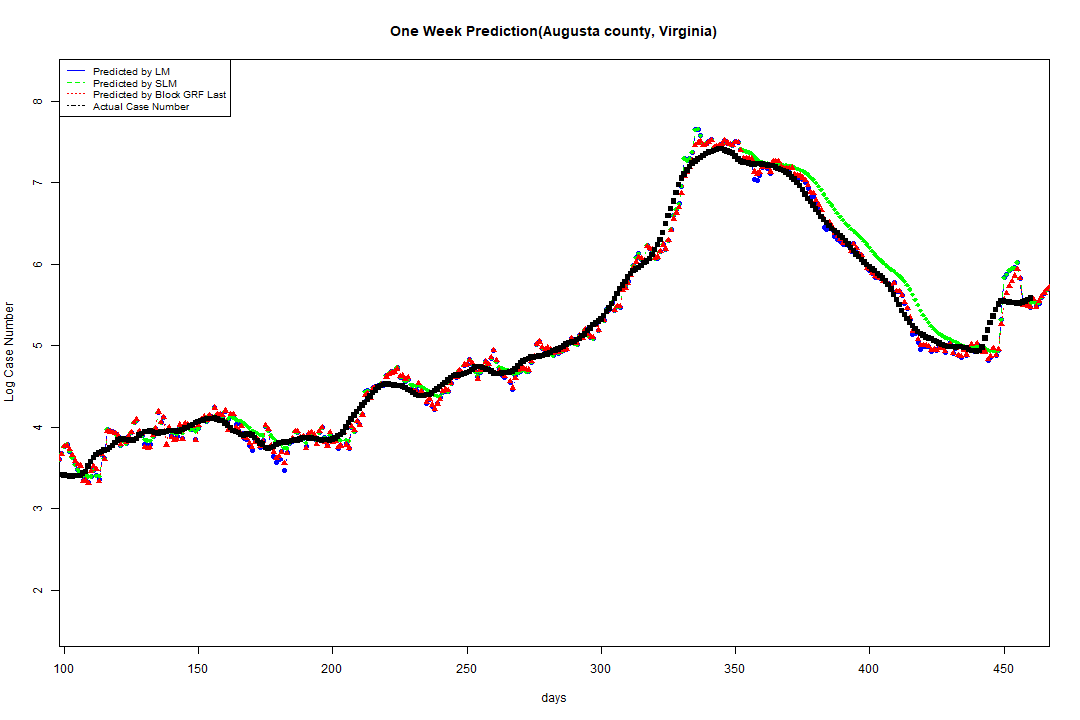 One Week Prediction(Augusta county, Virginia)
Predicted by LM
Predicted by SLM
Predicted by Block GRF Last
Actual Case Number
Log Case Number
8
7
6
5
4
3
2
100 150 200 250 300 350 400 450
days